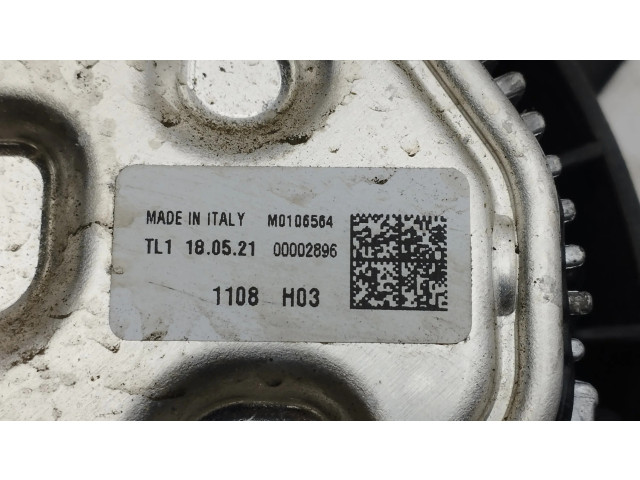 MADE IN ITALY M0106564
TL1 18.05.21 00002896
1108 H03